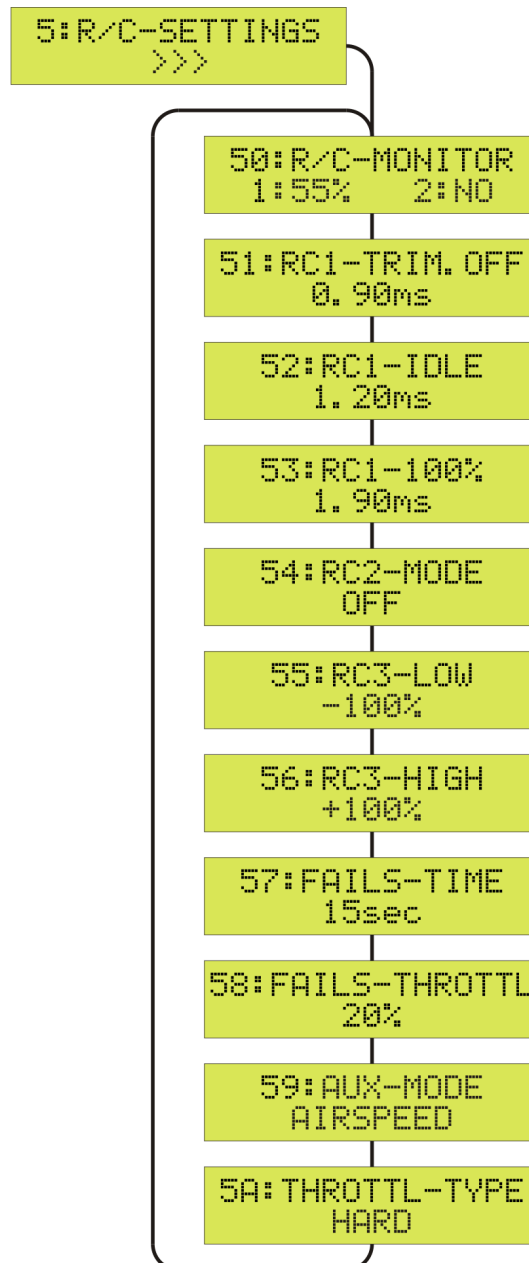 5:R/C-SETTINGS
>>>
50:R/C-MONITOR
1:55% 2:NO
51:RC1-TRIM.OFF
0.90ms
52:RC1-IDLE
1.20ms
53:RC1-100%
1.90ms
54:RC2-MODE
OFF
55:RC3-LOW
-100%
56:RC3-HIGH
+100%
57:FAILS-TIME
15sec
58:FAILS-THROTTL
20%
59:AUX-MODE
AIRSPEED
5A:THROTTL-TYPE
HARD